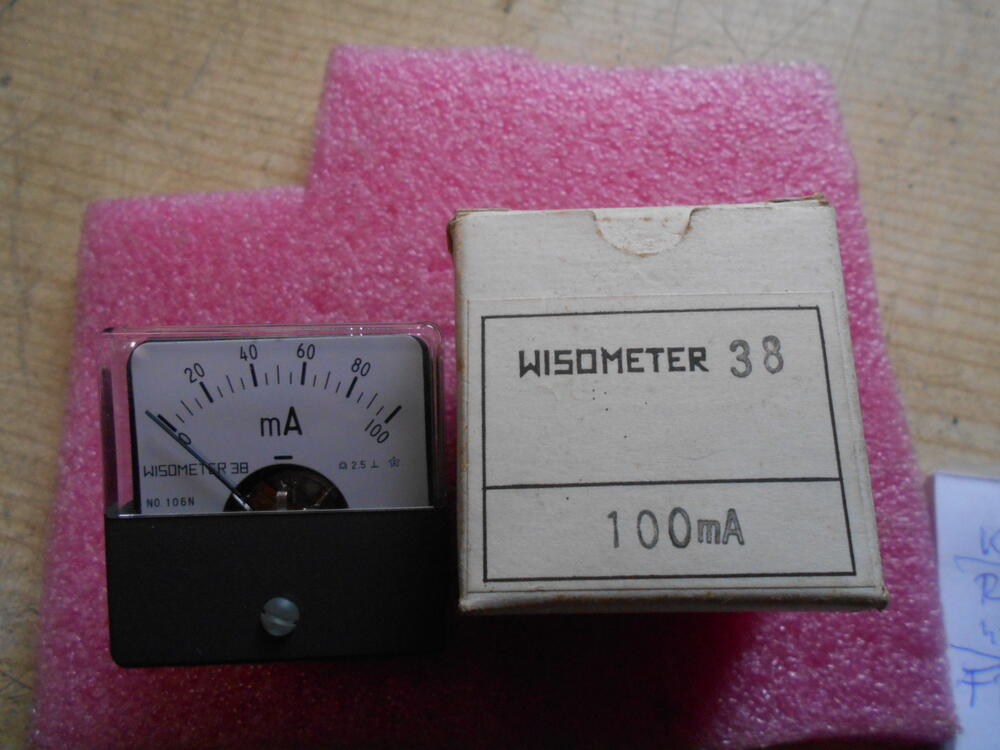 0 20 40 60 80 100
mA
WISOMETER 38
2.5
NO. 106N
WISOMETER 38
100mA